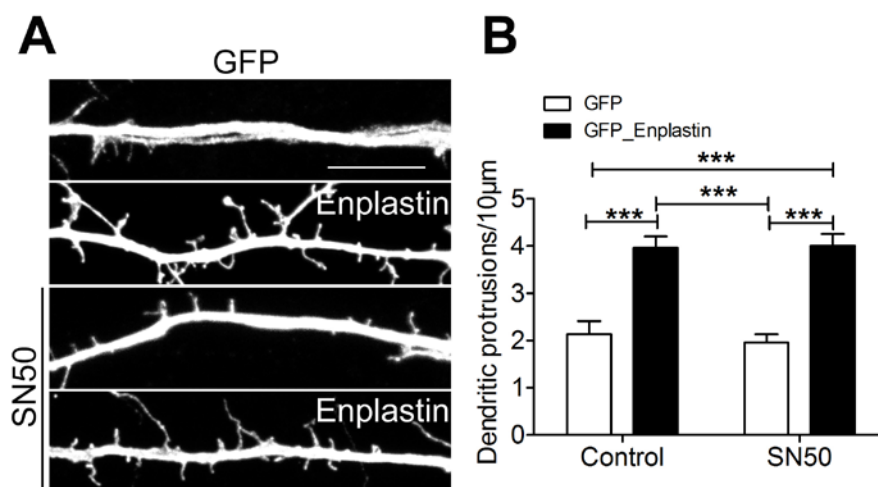 A
GFP
Enplastin
SN50
Enplastin
B
GFP
GFP_Enplastin
***
***
***
***
Dendritic protrusions/10µm
5
4
3
2
1
0
Control
SN50